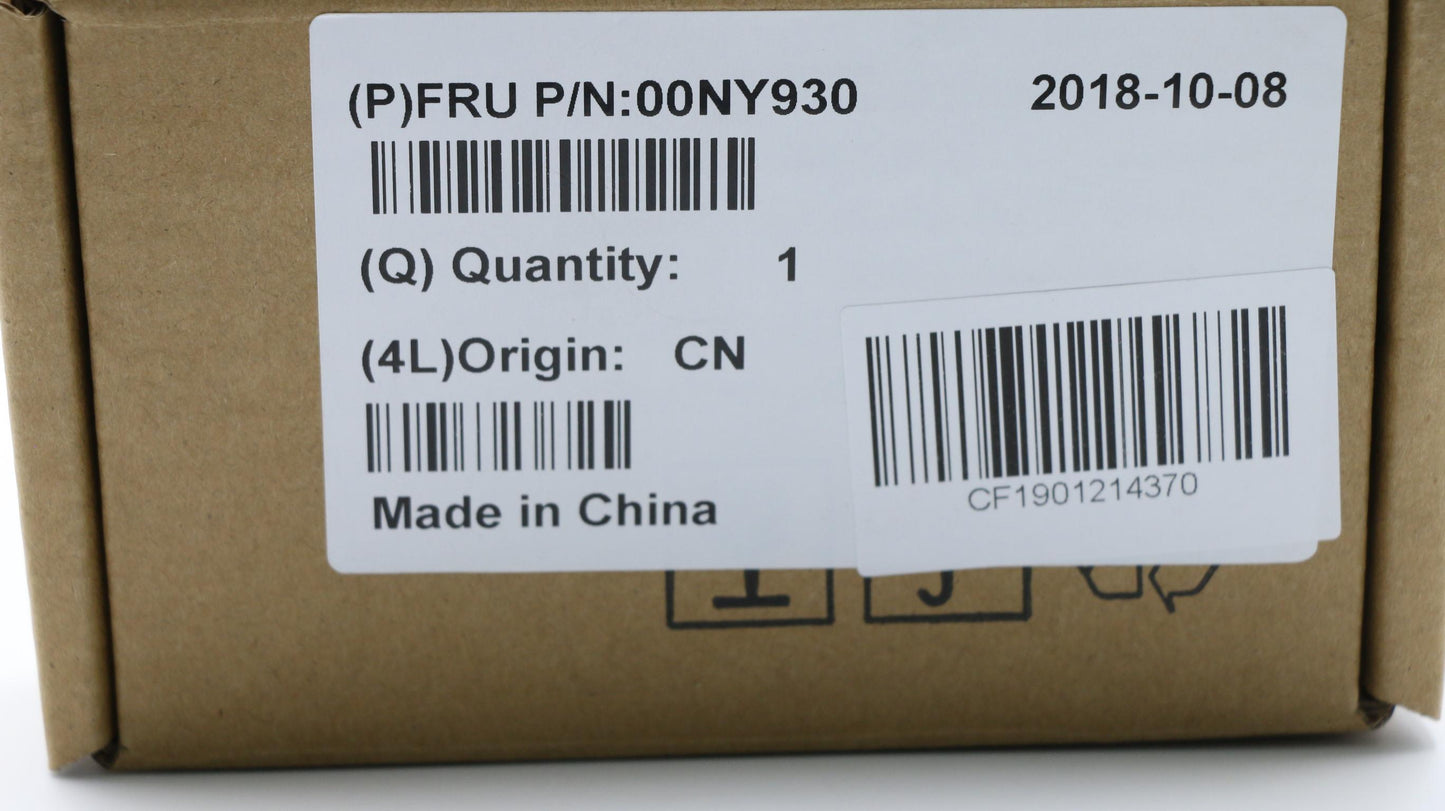 (P)FRU P/N:00NY930 2018-10-08
(Q) Quantity: 1
(4L)Origin: CN
CF1901214370
Made in China